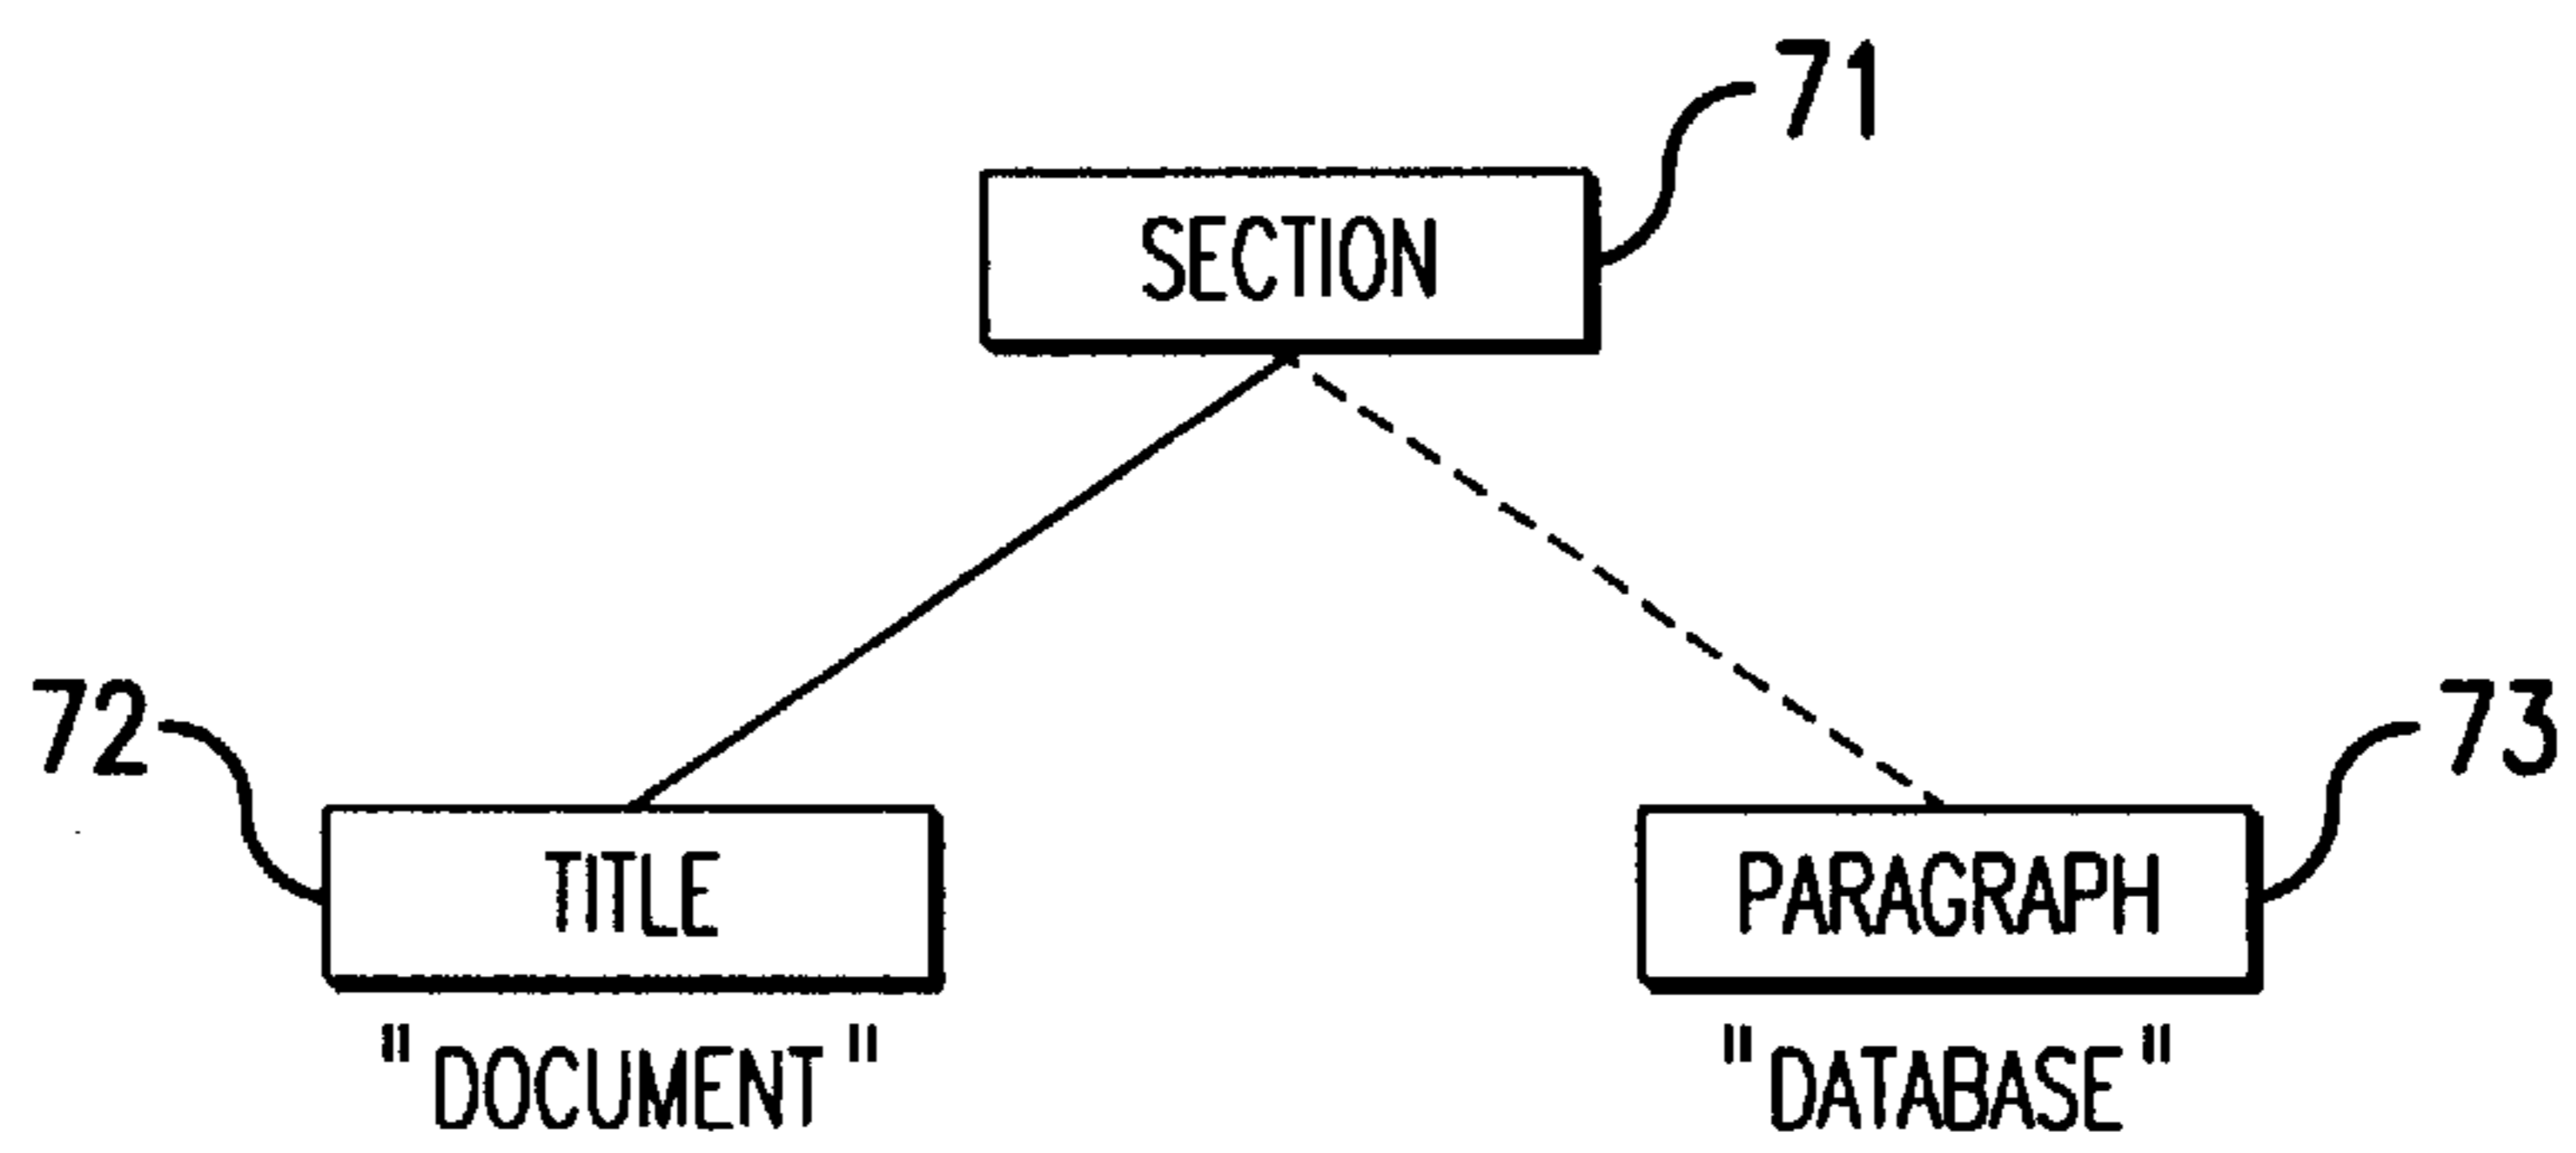 71
SECTION
72
73
TITLE
PARAGRAPH
"DOCUMENT"
"DATABASE"